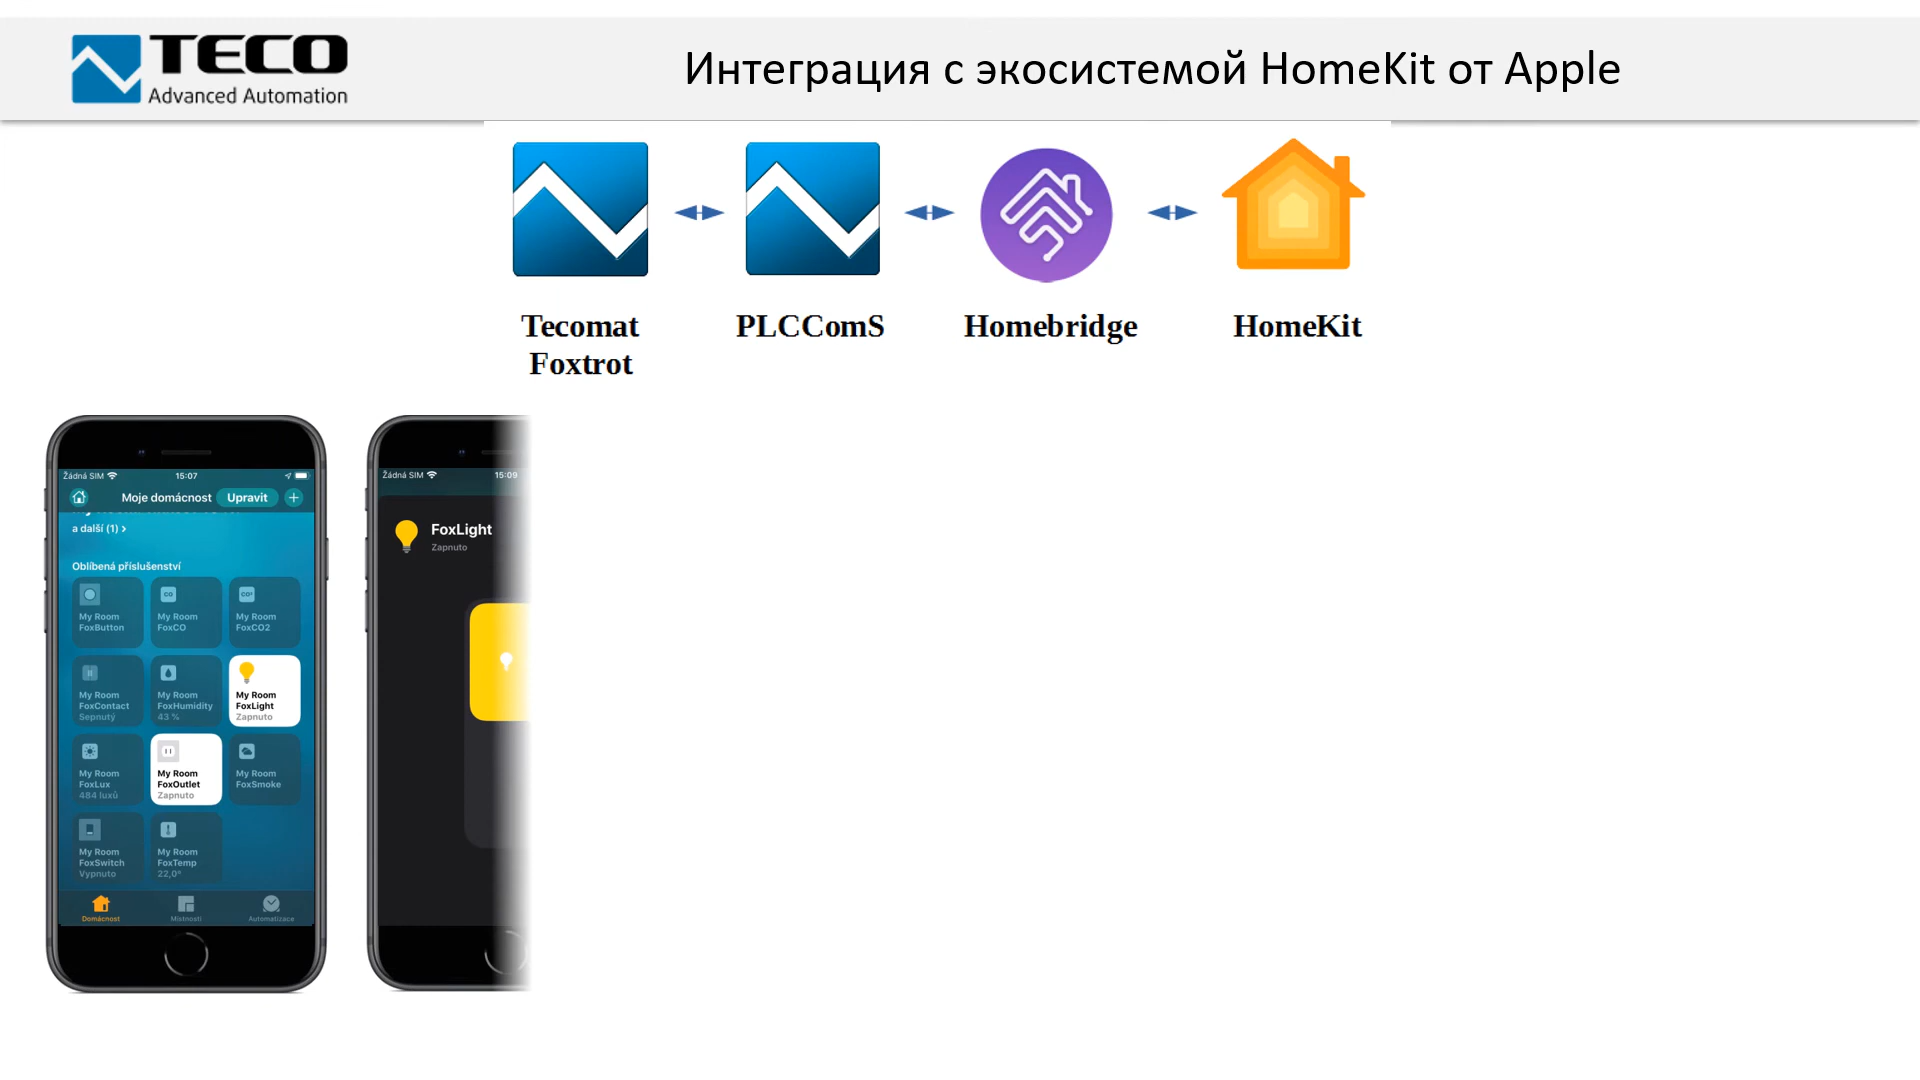 TECO
Advanced Automation
Интеграция с экосистемой HomeKit от Apple
Tecomat
Foxtrot
PLCComS
Homebridge
HomeKit
Žádná SIM
15:07
Moje domácnost
Upravit
a další (1) >
Oblíbená příslušenství
My Room
FoxButton
My Room
FoxCO
My Room
FoxCO2
My Room
FoxContact
Sepnutý
My Room
FoxHumidity
43 %
My Room
FoxLight
Zapnuto
My Room
FoxLux
484 luxů
My Room
FoxOutlet
Zapnuto
My Room
FoxSmoke
My Room
FoxSwitch
Vypnuto
My Room
FoxTemp
22,0°
Domácnost
Místnosti
Automatizace
Žádná SIM
15:09
FoxLight
Zapnuto